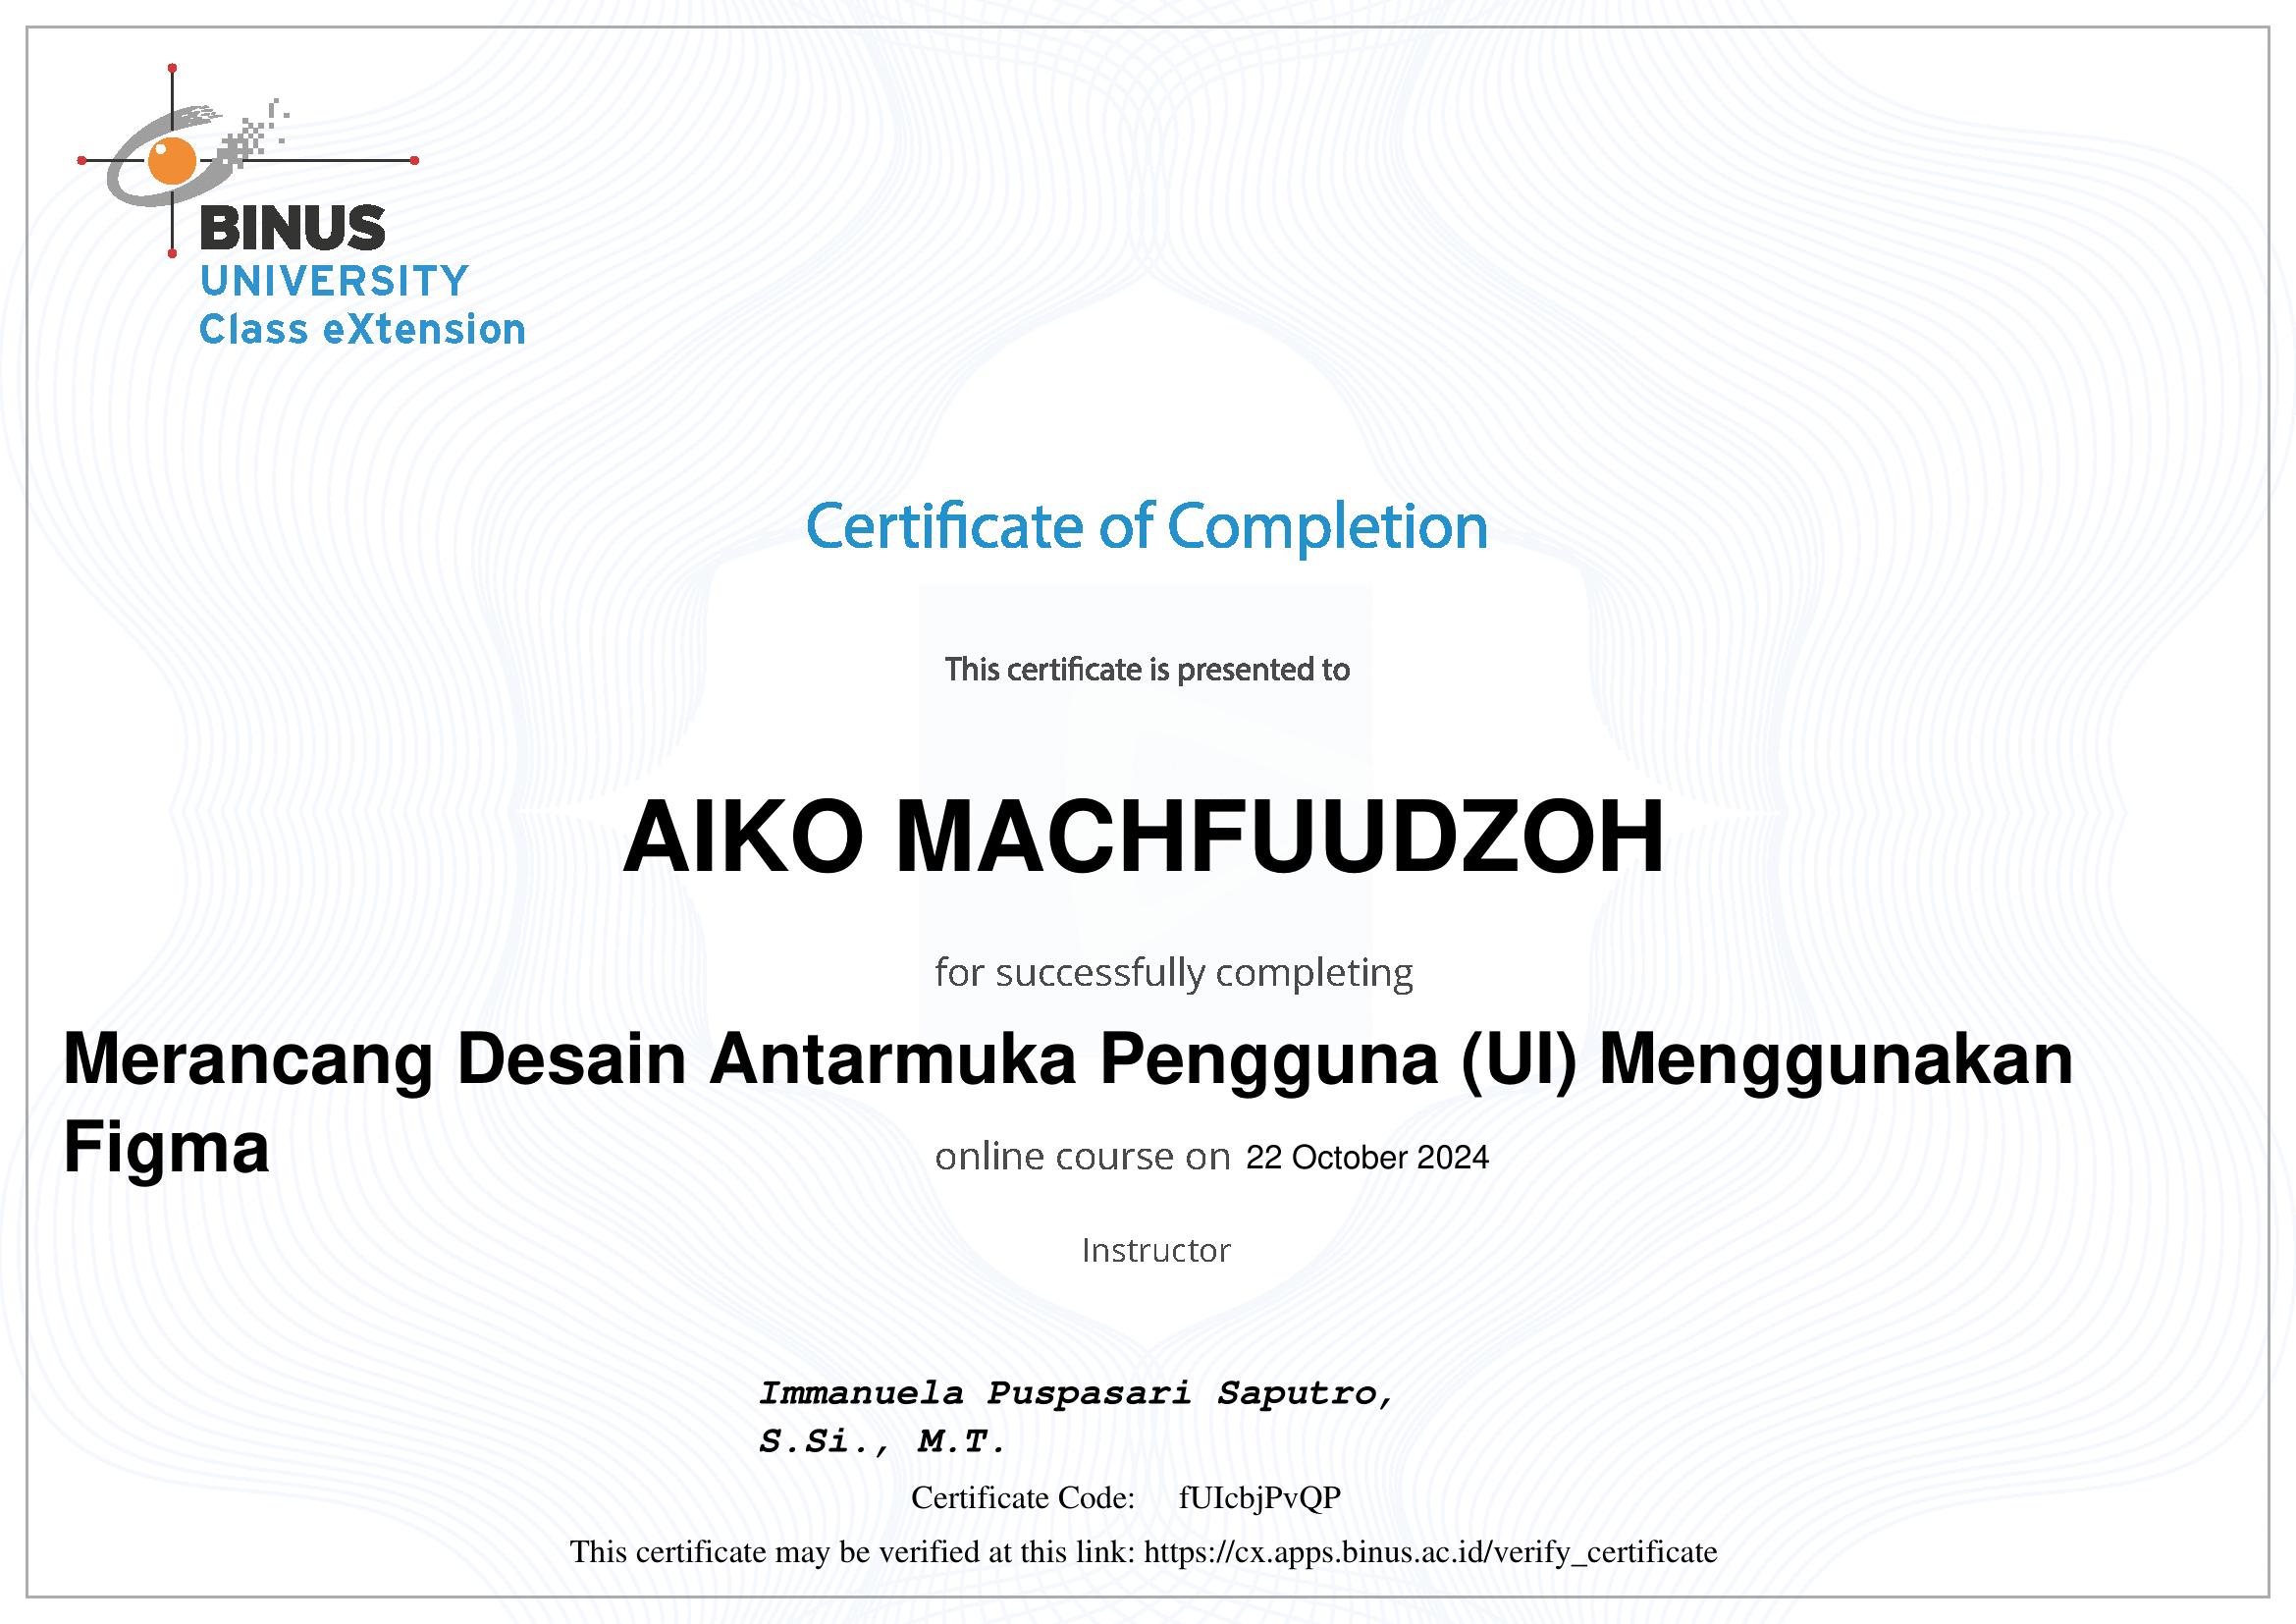 BINUS
UNIVERSITY
Class eXtension
Certificate of Completion
This certificate is presented to
AIKO MACHFUUDZOH
for successfully completing
Merancang Desain Antarmuka Pengguna (UI) Menggunakan
Figma
online course on 22 October 2024
Instructor
Immanuela Puspasari Saputro,
S.Si., M.T.
Certificate Code: fUIcbjPvQP
This certificate may be verified at this link: https://cx.apps.binus.ac.id/verify_certificate